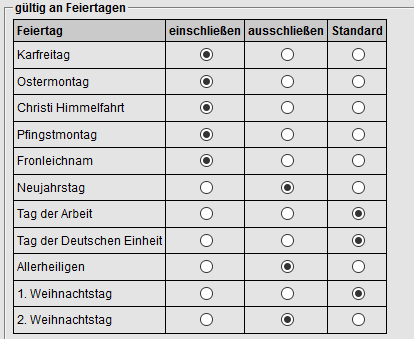 gültig an Feiertagen
Feiertag einschließen ausschließen Standard
Karfreitag
Ostermontag
Christi Himmelfahrt
Pfingstmontag
Fronleichnam
Neujahrstag
Tag der Arbeit
Tag der Deutschen Einheit
Allerheiligen
1. Weihnachtstag
2. Weihnachtstag